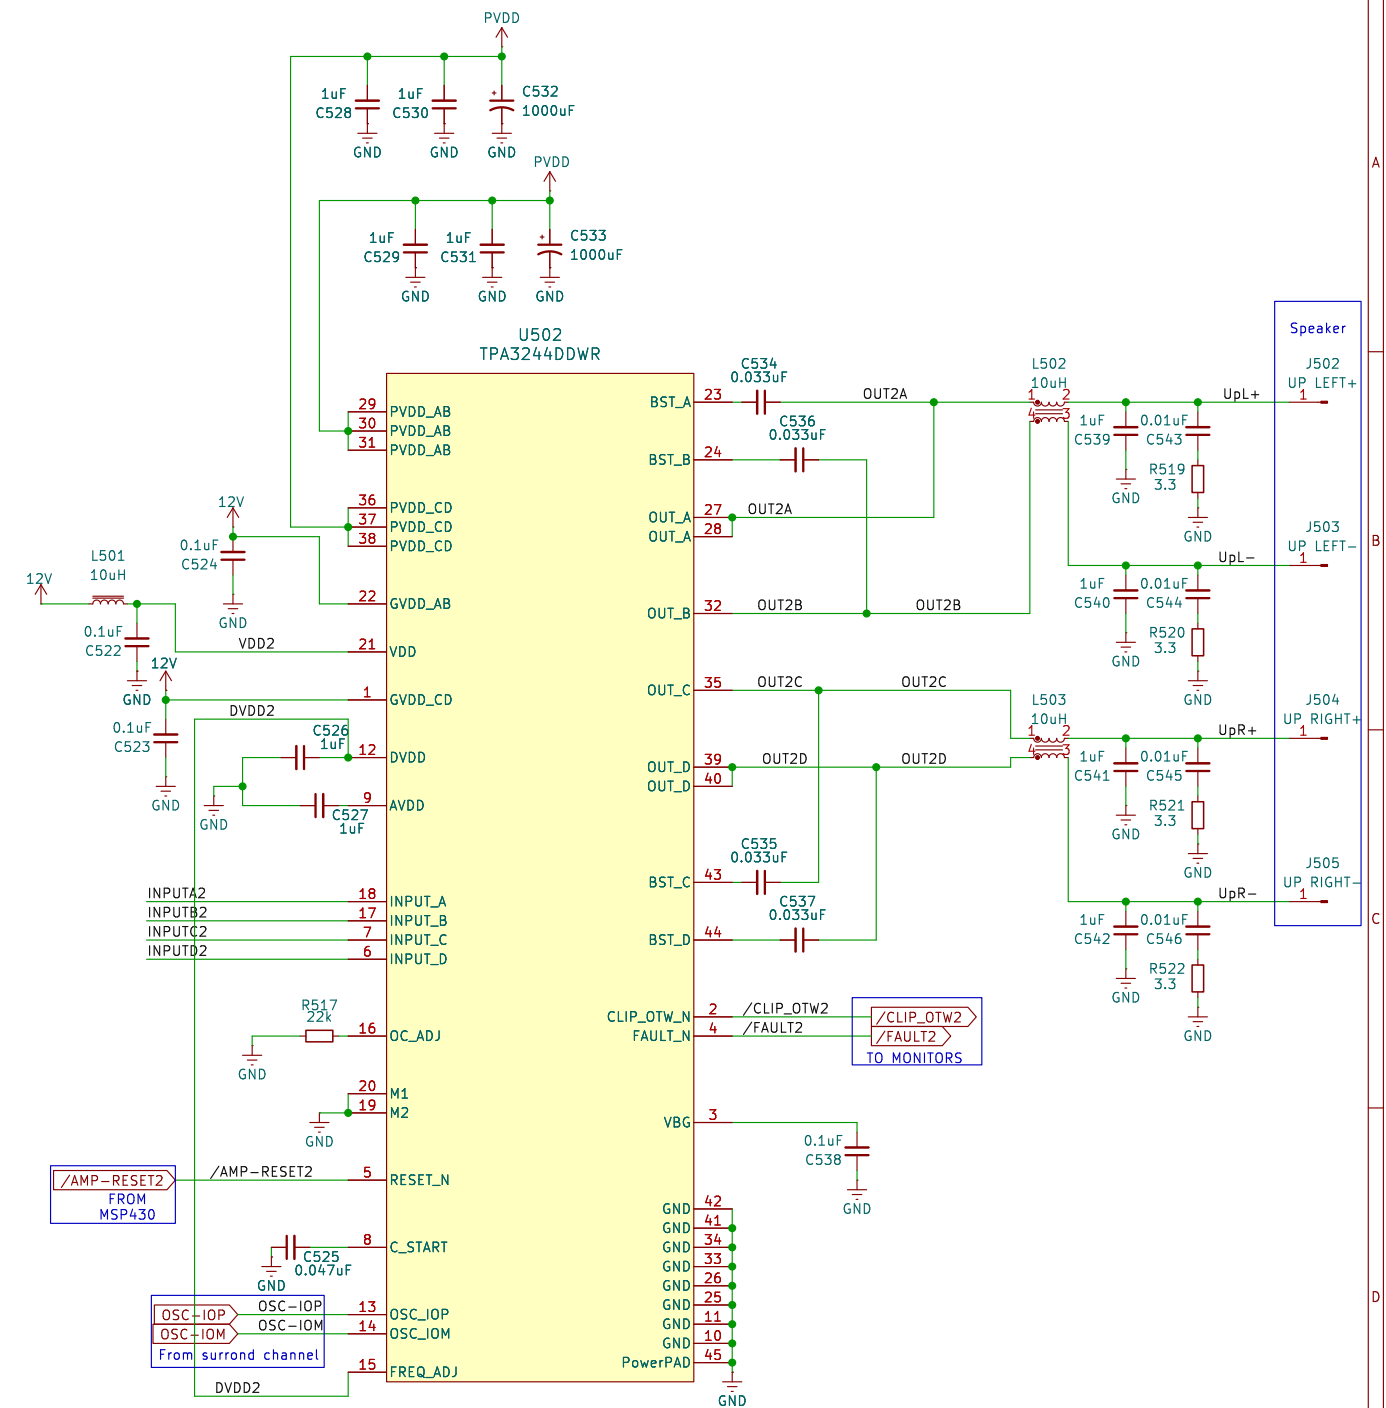 PVDD
1uF
C528
1uF
C530
C532
1000uF
GND
GND
GND
PVDD
1uF
C529
1uF
C531
C533
1000uF
GND
GND
GND
A
B
C
D
U502
TPA3244DDWR
29 PVDD_AB
30 PVDD_AB
31 PVDD_AB
36 PVDD_CD
37 PVDD_CD
38 PVDD_CD
22 GVDD_AB
21 VDD
1 GVDD_CD
12 DVDD
9 AVDD
18 INPUT_A
17 INPUT_B
7 INPUT_C
6 INPUT_D
16 OC_ADJ
20 M1
19 M2
5 RESET_N
8 C_START
13 OSC_IOP
14 OSC_IOM
15 FREQ_ADJ
BST_A 23
BST_B 24
OUT_A 27
OUT_A 28
OUT_B 32
OUT_C 35
OUT_D 39
OUT_D 40
BST_C 43
BST_D 44
CLIP_OTW_N 2
FAULT_N 4
VBG 3
GND 42
GND 41
GND 34
GND 33
GND 26
GND 25
GND 11
GND 10
PowerPAD 45
GND
12V
0.1uF
C524
GND
L501
10uH
12V
0.1uF
C522
GND
VDD2
12V
0.1uF
C523
GND
DVDD2
C526
1uF
C527
1uF
GND
INPUTA2
INPUTB2
INPUTC2
INPUTD2
R517
22k
GND
GND
/AMP-RESET2
/AMP-RESET2
FROM
MSP430
C525
0.047uF
GND
OSC-IOP
OSC-IOP
OSC-IOM
OSC-IOM
From surrond channel
DVDD2
C534
0.033uF
OUT2A
C536
0.033uF
OUT2A
OUT2B
OUT2B
OUT2C
OUT2C
OUT2D
OUT2D
C535
0.033uF
C537
0.033uF
/CLIP_OTW2
/CLIP_OTW2
/FAULT2
/FAULT2
TO MONITORS
0.1uF
C538
GND
L502
10uH
1 2
4 3
L503
10uH
1 2
4 3
Speaker
J502
UP LEFT+
1
UpL+
1uF
C539
GND
0.01uF
C543
R519
3.3
GND
J503
UP LEFT-
1
UpL-
1uF
C540
GND
0.01uF
C544
R520
3.3
GND
J504
UP RIGHT+
1
UpR+
1uF
C541
GND
0.01uF
C545
R521
3.3
GND
J505
UP RIGHT-
1
UpR-
1uF
C542
GND
0.01uF
C546
R522
3.3
GND